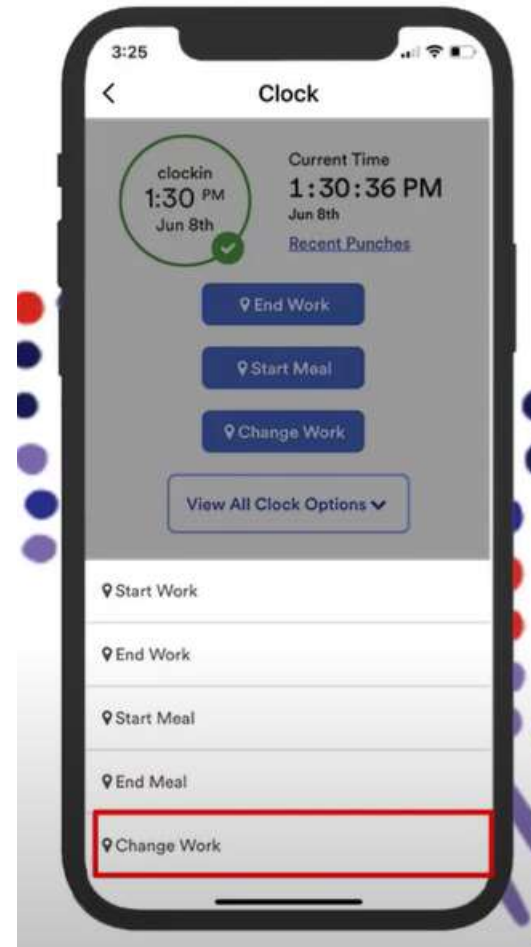 3:25
Clock
clockin
1:30 PM
Jun 8th
Current Time
1:30:36 PM
Jun 8th
Recent Punches
End Work
Start Meal
Change Work
View All Clock Options
Start Work
End Work
Start Meal
End Meal
Change Work